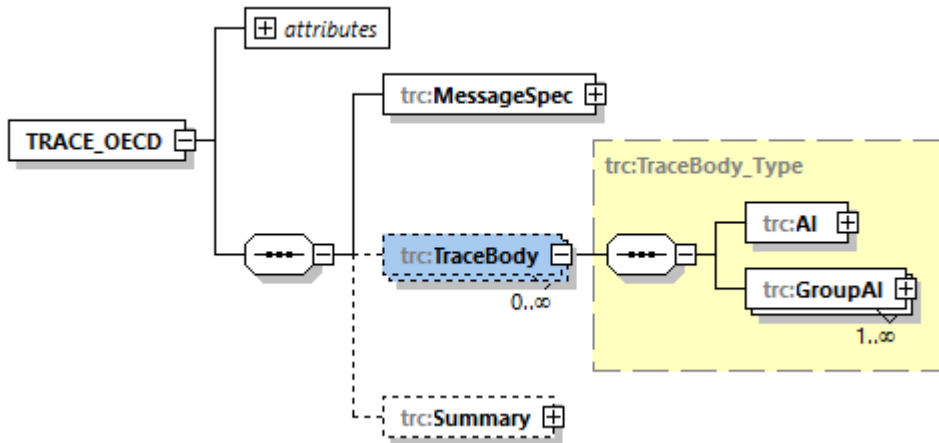 attributes
trc:MessageSpec
TRACE_OECD
trc:TraceBody_Type
trc:AI
trc:TraceBody
0..∞
trc:GroupAI
1..∞
trc:Summary